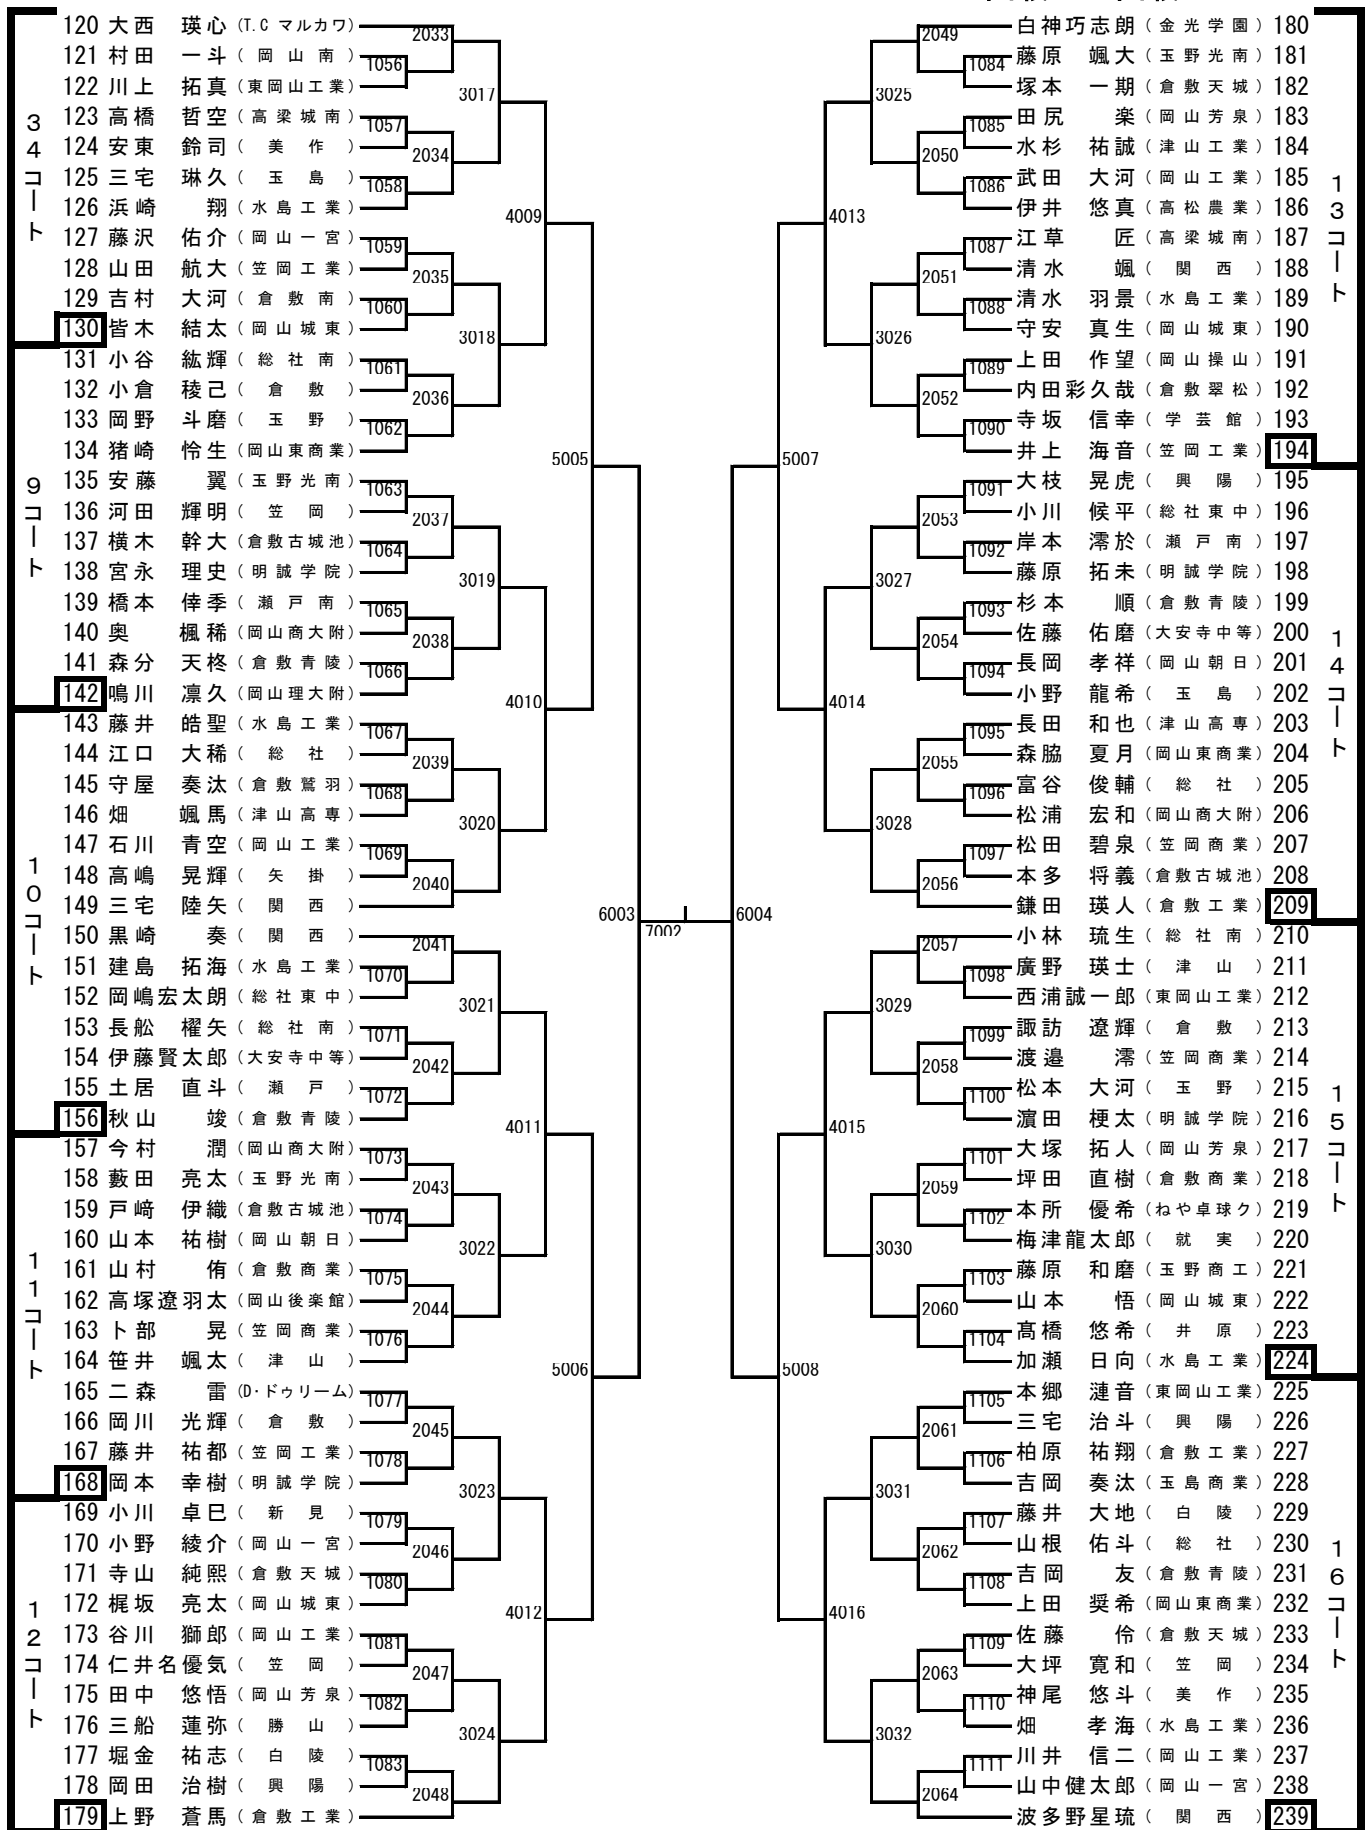 120 大西 瑛心 (T.C マルカワ)
121 村田 一斗 (岡山南)
122 川上 拓真 (東岡山工業)
123 高橋 哲空 (高梁城南)
124 安東 鈴司 (美作)
125 三宅 琳久 (玉島)
126 浜崎 翔 (水島工業)
127 藤沢 佑介 (岡山一宮)
128 山田 航大 (笠岡工業)
129 吉村 大河 (倉敷南)
130 皆木 結太 (岡山城東)
131 小谷 紘輝 (総社南)
132 小倉 稜己 (倉敷)
133 岡野 斗磨 (玉野)
134 猪崎 怜生 (岡山東商業)
135 安藤 翼 (玉野光南)
136 河田 輝明 (笠岡)
137 横木 幹大 (倉敷古城池)
138 宮永 理史 (明誠学院)
139 橋本 倖季 (瀬戸南)
140 奥 楓稀 (岡山商大附)
141 森分 天柊 (倉敷青陵)
142 鳴川 凛久 (岡山理大附)
143 藤井 皓聖 (水島工業)
144 江口 大稀 (総社)
145 守屋 奏汰 (倉敷鷲羽)
146 畑 颯馬 (津山高専)
147 石川 青空 (岡山工業)
148 高嶋 晃輝 (矢掛)
149 三宅 陸矢 (関西)
150 黒崎 奏 (関西)
151 建島 拓海 (水島工業)
152 岡嶋宏太朗 (総社東中)
153 長舩 櫂矢 (総社南)
154 伊藤賢太郎 (大安寺中等)
155 土居 直斗 (瀬戸)
156 秋山 竣 (倉敷青陵)
157 今村 潤 (岡山商大附)
158 藪田 亮太 (玉野光南)
159 戸﨑 伊織 (倉敷古城池)
160 山本 祐樹 (岡山朝日)
161 山村 侑 (倉敷商業)
162 高塚遼羽太 (岡山後楽館)
163 卜部 晃 (笠岡商業)
164 笹井 颯太 (津山)
165 二森 雷 (D・ドゥリーム)
166 岡川 光輝 (倉敷)
167 藤井 祐都 (笠岡工業)
168 岡本 幸樹 (明誠学院)
169 小川 卓巳 (新見)
170 小野 綾介 (岡山一宮)
171 寺山 純熙 (倉敷天城)
172 梶坂 亮太 (岡山城東)
173 谷川 獅郎 (岡山工業)
174 仁井名優気 (笠岡)
175 田中 悠悟 (岡山芳泉)
176 三船 蓮弥 (勝山)
177 堀金 祐志 (白陵)
178 岡田 治樹 (興陽)
179 上野 蒼馬 (倉敷工業)
34コート
9コート
10コート
11コート
12コート
1056
1057
1058
1059
1060
1061
1062
1063
1064
1065
1066
1067
1068
1069
1070
1071
1072
1073
1074
1075
1076
1077
1078
1079
1080
1081
1082
1083
2033
2034
2035
2036
2037
2038
2039
2040
2041
2042
2043
2044
2045
2046
2047
2048
3017
3018
3019
3020
3021
3022
3023
3024
4009
4010
4011
4012
5005
5006
6003
7002
6004
5007
5008
4013
4014
4015
4016
3025
3026
3027
3028
3029
3030
3031
3032
2049
2050
2051
2052
2053
2054
2055
2056
2057
2058
2059
2060
2061
2062
2063
2064
1084
1085
1086
1087
1088
1089
1090
1091
1092
1093
1094
1095
1096
1097
1098
1099
1100
1101
1102
1103
1104
1105
1106
1107
1108
1109
1110
1111
白神巧志朗 (金光学園) 180
藤原 颯大 (玉野光南) 181
塚本 一期 (倉敷天城) 182
田尻 楽 (岡山芳泉) 183
水杉 祐誠 (津山工業) 184
武田 大河 (岡山工業) 185
伊井 悠真 (高松農業) 186
江草 匠 (高梁城南) 187
清水 颯 (関西) 188
清水 羽景 (水島工業) 189
守安 真生 (岡山城東) 190
上田 作望 (岡山操山) 191
内田彩久哉 (倉敷翠松) 192
寺坂 信幸 (学芸館) 193
井上 海音 (笠岡工業) 194
大枝 晃虎 (興陽) 195
小川 候平 (総社東中) 196
岸本 澪於 (瀬戸南) 197
藤原 拓未 (明誠学院) 198
杉本 順 (倉敷青陵) 199
佐藤 佑磨 (大安寺中等) 200
長岡 孝祥 (岡山朝日) 201
小野 龍希 (玉島) 202
長田 和也 (津山高専) 203
森脇 夏月 (岡山東商業) 204
富谷 俊輔 (総社) 205
松浦 宏和 (岡山商大附) 206
松田 碧泉 (笠岡商業) 207
本多 将義 (倉敷古城池) 208
鎌田 瑛人 (倉敷工業) 209
小林 琉生 (総社南) 210
廣野 瑛士 (津山) 211
西浦誠一郎 (東岡山工業) 212
諏訪 遼輝 (倉敷) 213
渡邉 澪 (笠岡商業) 214
松本 大河 (玉野) 215
濵田 梗太 (明誠学院) 216
大塚 拓人 (岡山芳泉) 217
坪田 直樹 (倉敷商業) 218
本所 優希 (ねや卓球ク) 219
梅津龍太郎 (就実) 220
藤原 和磨 (玉野商工) 221
山本 悟 (岡山城東) 222
髙橋 悠希 (井原) 223
加瀬 日向 (水島工業) 224
本郷 漣音 (東岡山工業) 225
三宅 治斗 (興陽) 226
柏原 祐翔 (倉敷工業) 227
吉岡 奏汰 (玉島商業) 228
藤井 大地 (白陵) 229
山根 佑斗 (総社) 230
吉岡 友 (倉敷青陵) 231
上田 奨希 (岡山東商業) 232
佐藤 伶 (倉敷天城) 233
大坪 寛和 (笠岡) 234
神尾 悠斗 (美作) 235
畑 孝海 (水島工業) 236
川井 信二 (岡山工業) 237
山中健太郎 (岡山一宮) 238
波多野星琉 (関西) 239
13コート
14コート
15コート
16コート